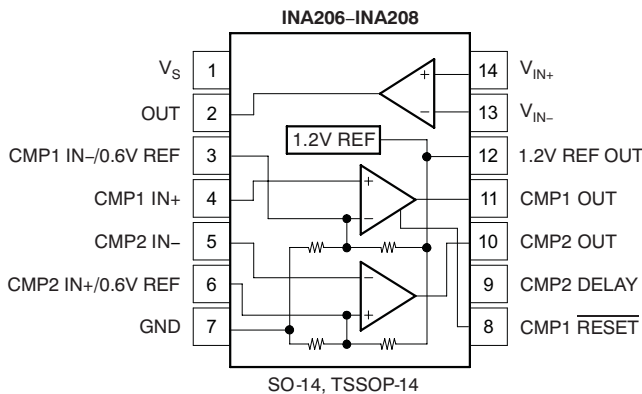 INA206–INA208
V_S 1 14 V_IN+
OUT 2 13 V_IN−
CMP1 IN−/0.6V REF 3 1.2V REF 12 1.2V REF OUT
CMP1 IN+ 4 11 CMP1 OUT
CMP2 IN− 5 10 CMP2 OUT
CMP2 IN+/0.6V REF 6 9 CMP2 DELAY
GND 7 8 CMP1 RESET
+
−
+
−
−
+
SO-14, TSSOP-14